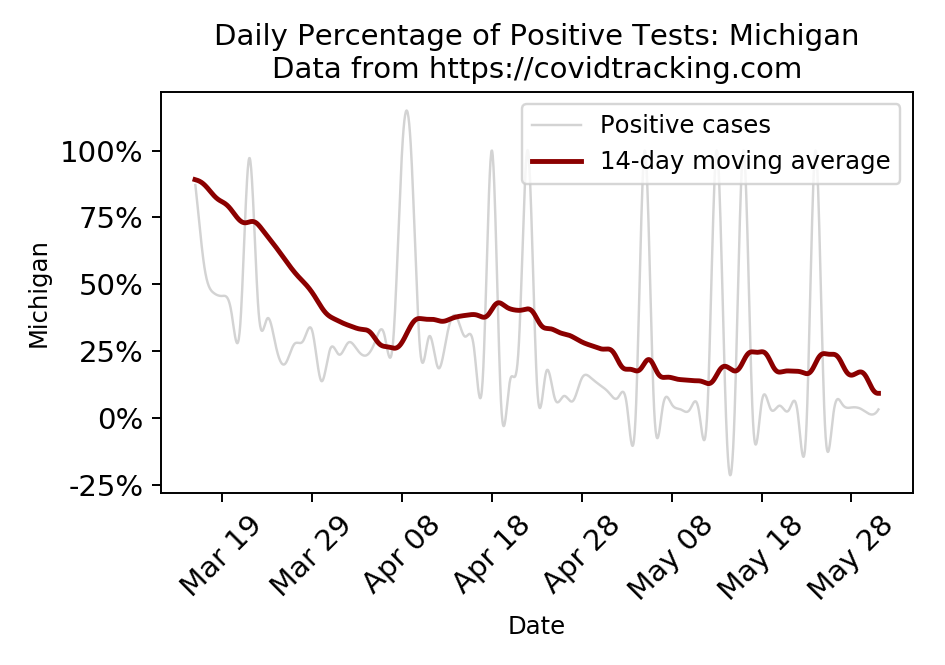 Daily Percentage of Positive Tests: Michigan
Data from https://covidtracking.com
Positive cases
14-day moving average
100%
75%
50%
25%
0%
-25%
Michigan
Mar 19
Mar 29
Apr 08
Apr 18
Apr 28
May 08
May 18
May 28
Date